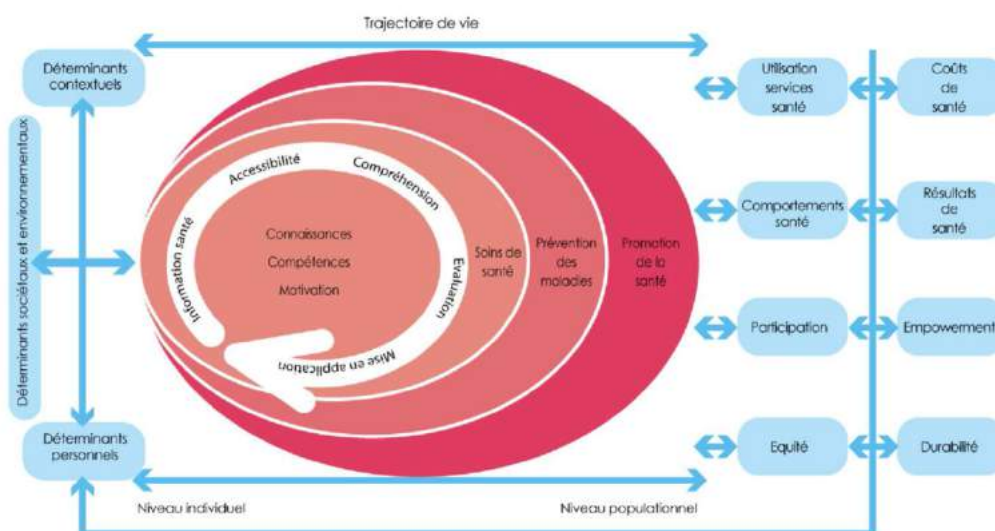 Trajectoire de vie
Déterminants
contextuels
Déterminants sociétaux et environnementaux
Déterminants
personnels
Information santé
Accessibilité
Compréhension
Evaluation
Mise en application
Connaissances
Compétences
Motivation
Soins de
santé
Prévention
des
maladies
Promotion
de la
santé
Utilisation
services
santé
Coûts
de
santé
Comportements
santé
Résultats
de
santé
Participation
Empowerment
Equité
Durabilité
Niveau individuel
Niveau populationnel